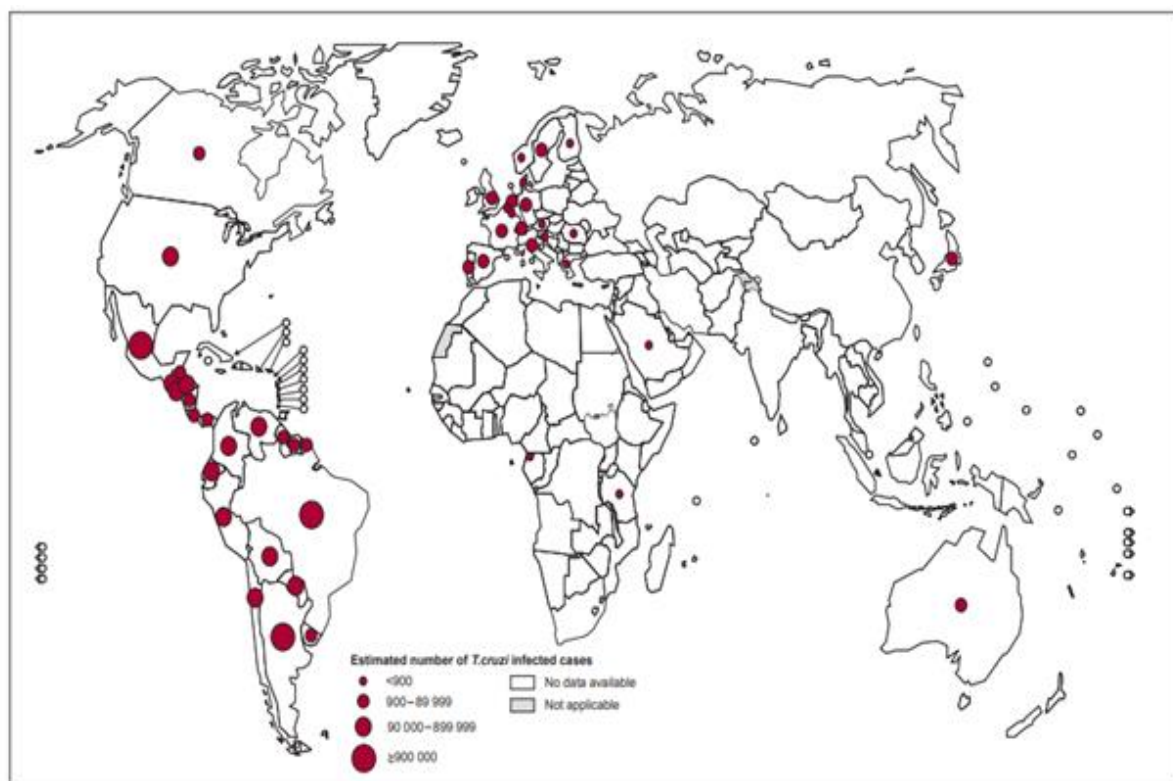 Estimated number of T.cruzi infected cases
<900
900–89 999
90 000–899 999
≥900 000
No data available
Not applicable